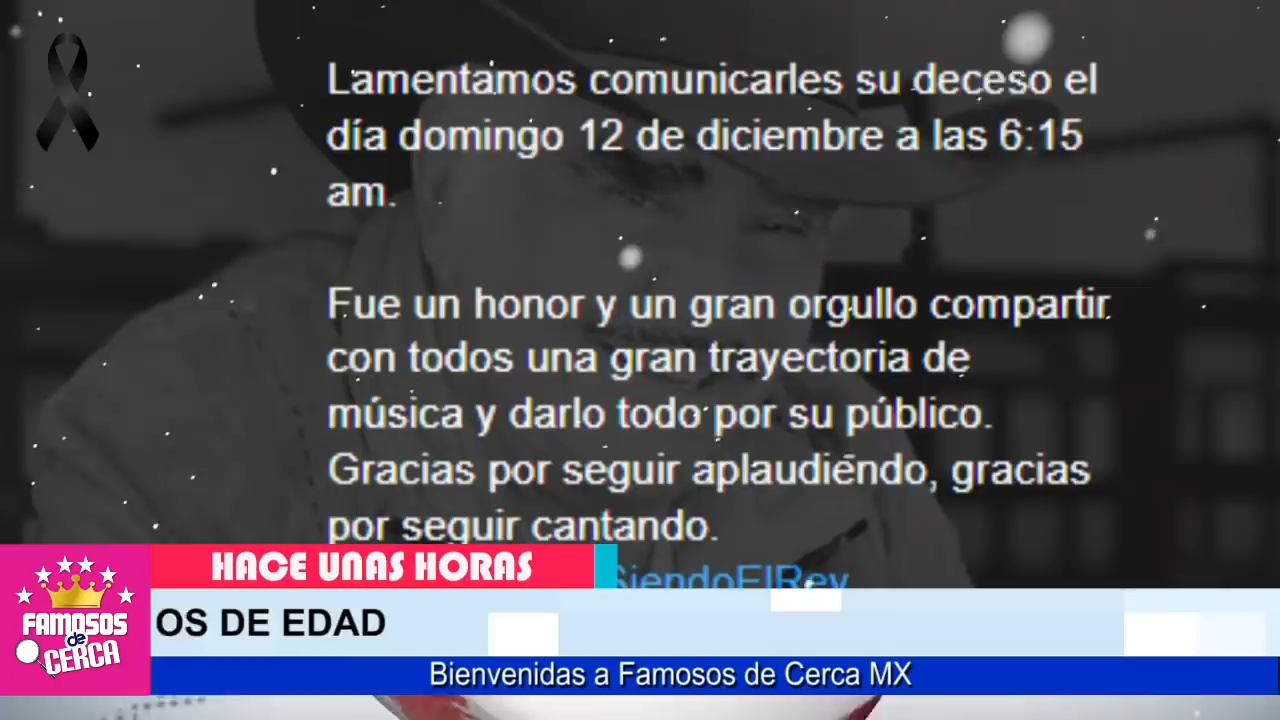 Lamentamos comunicarles su deceso el
día domingo 12 de diciembre a las 6:15
am.
Fue un honor y un gran orgullo compartir
con todos una gran trayectoria de
música y darlo todo por su público.
Gracias por seguir aplaudiendo, gracias
por seguir cantando.
SiendoElRey
HACE UNAS HORAS
OS DE EDAD
FAMOSOS
de
CERCA
Bienvenidas a Famosos de Cerca MX